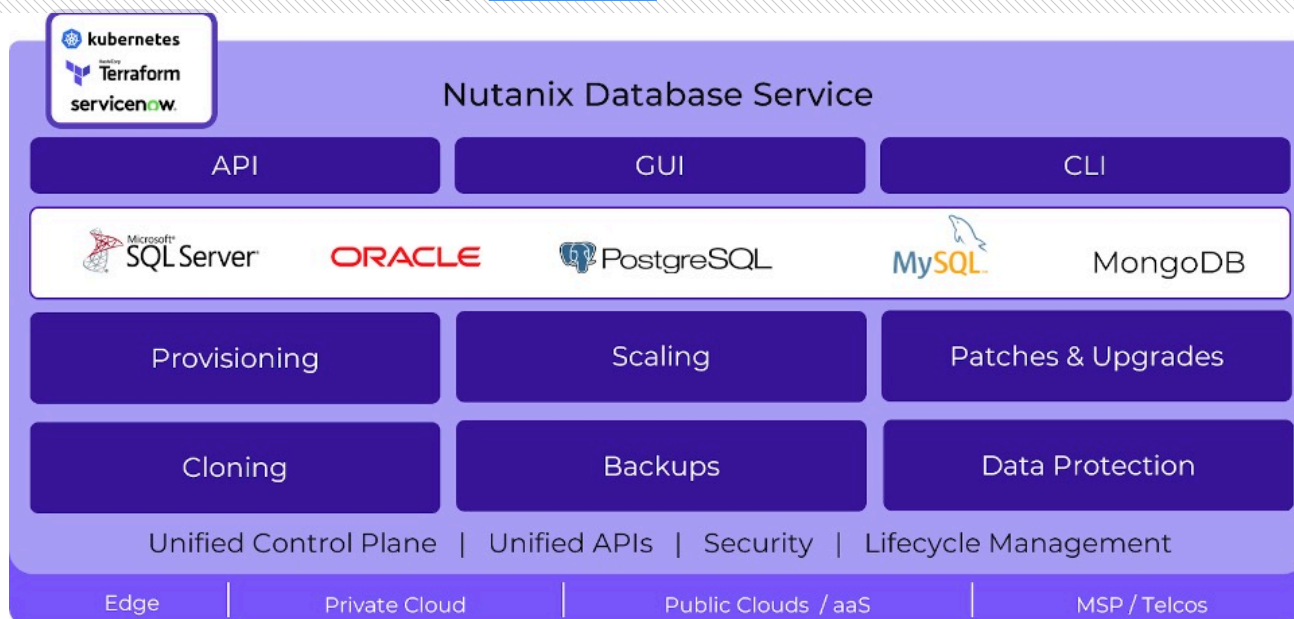 kubernetes
HashiCorp
Terraform
servicenow.
Nutanix Database Service
API GUI CLI
Microsoft®
SQL Server® ORACLE PostgreSQL MySQL™ MongoDB
Provisioning Scaling Patches & Upgrades
Cloning Backups Data Protection
Unified Control Plane | Unified APIs | Security | Lifecycle Management
Edge Private Cloud Public Clouds / aaS MSP / Telcos